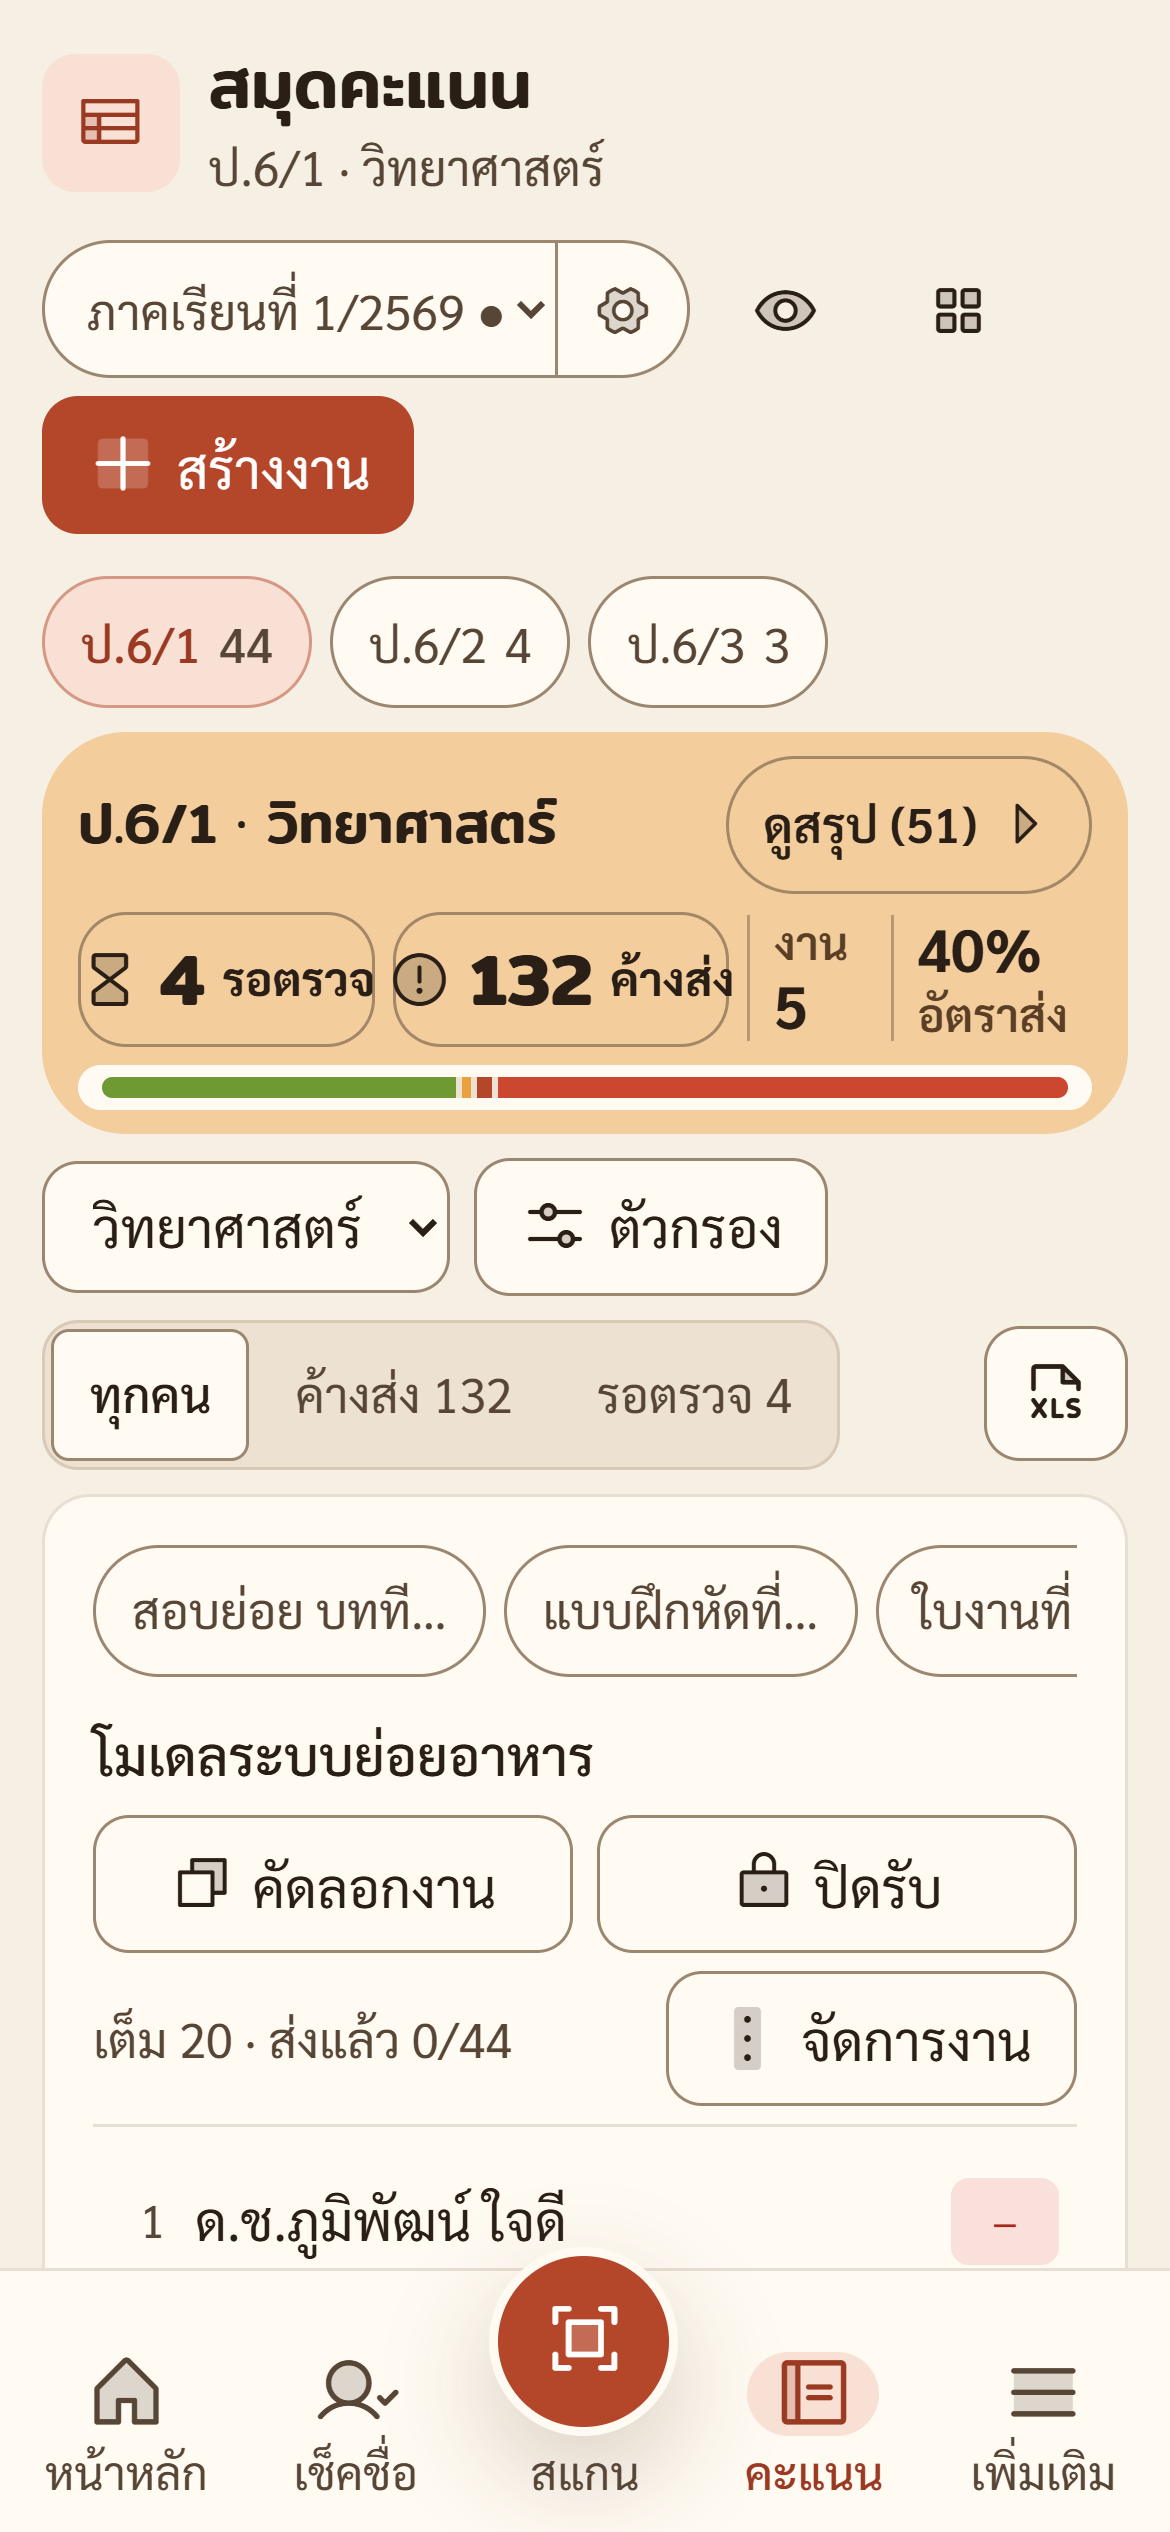 สมุดคะแนน
ป.6/1 · วิทยาศาสตร์
ภาคเรียนที่ 1/2569 ●
สร้างงาน
ป.6/1 44 ป.6/2 4 ป.6/3 3
ป.6/1 · วิทยาศาสตร์ ดูสรุป (51)
4 รอตรวจ 132 ค้างส่ง งาน 5 40% อัตราส่ง
วิทยาศาสตร์ ตัวกรอง
ทุกคน ค้างส่ง 132 รอตรวจ 4 XLS
สอบย่อย บทที่... แบบฝึกหัดที่... ใบงานที่
โมเดลระบบย่อยอาหาร
คัดลอกงาน ปิดรับ
เต็ม 20 · ส่งแล้ว 0/44 จัดการงาน
1 ด.ช.ภูมิพัฒน์ ใจดี –
หน้าหลัก เช็คชื่อ สแกน คะแนน เพิ่มเติม